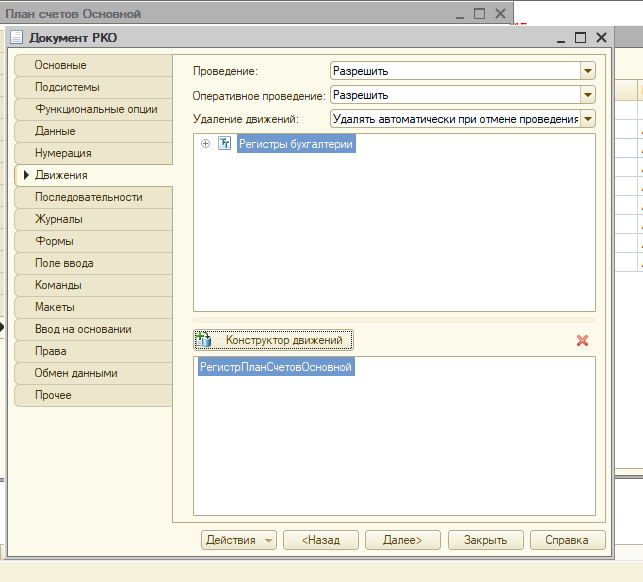 План счетов Основной
Документ РКО
Основные
Подсистемы
Функциональные опции
Данные
Нумерация
Движения
Последовательности
Журналы
Формы
Поле ввода
Команды
Макеты
Ввод на основании
Права
Обмен данными
Прочее
Проведение: Разрешить
Оперативное проведение: Разрешить
Удаление движений: Удалять автоматически при отмене проведения
Регистры бухгалтерии
Конструктор движений
РегистрПланСчетовОсновной
Действия <Назад Далее> Закрыть Справка